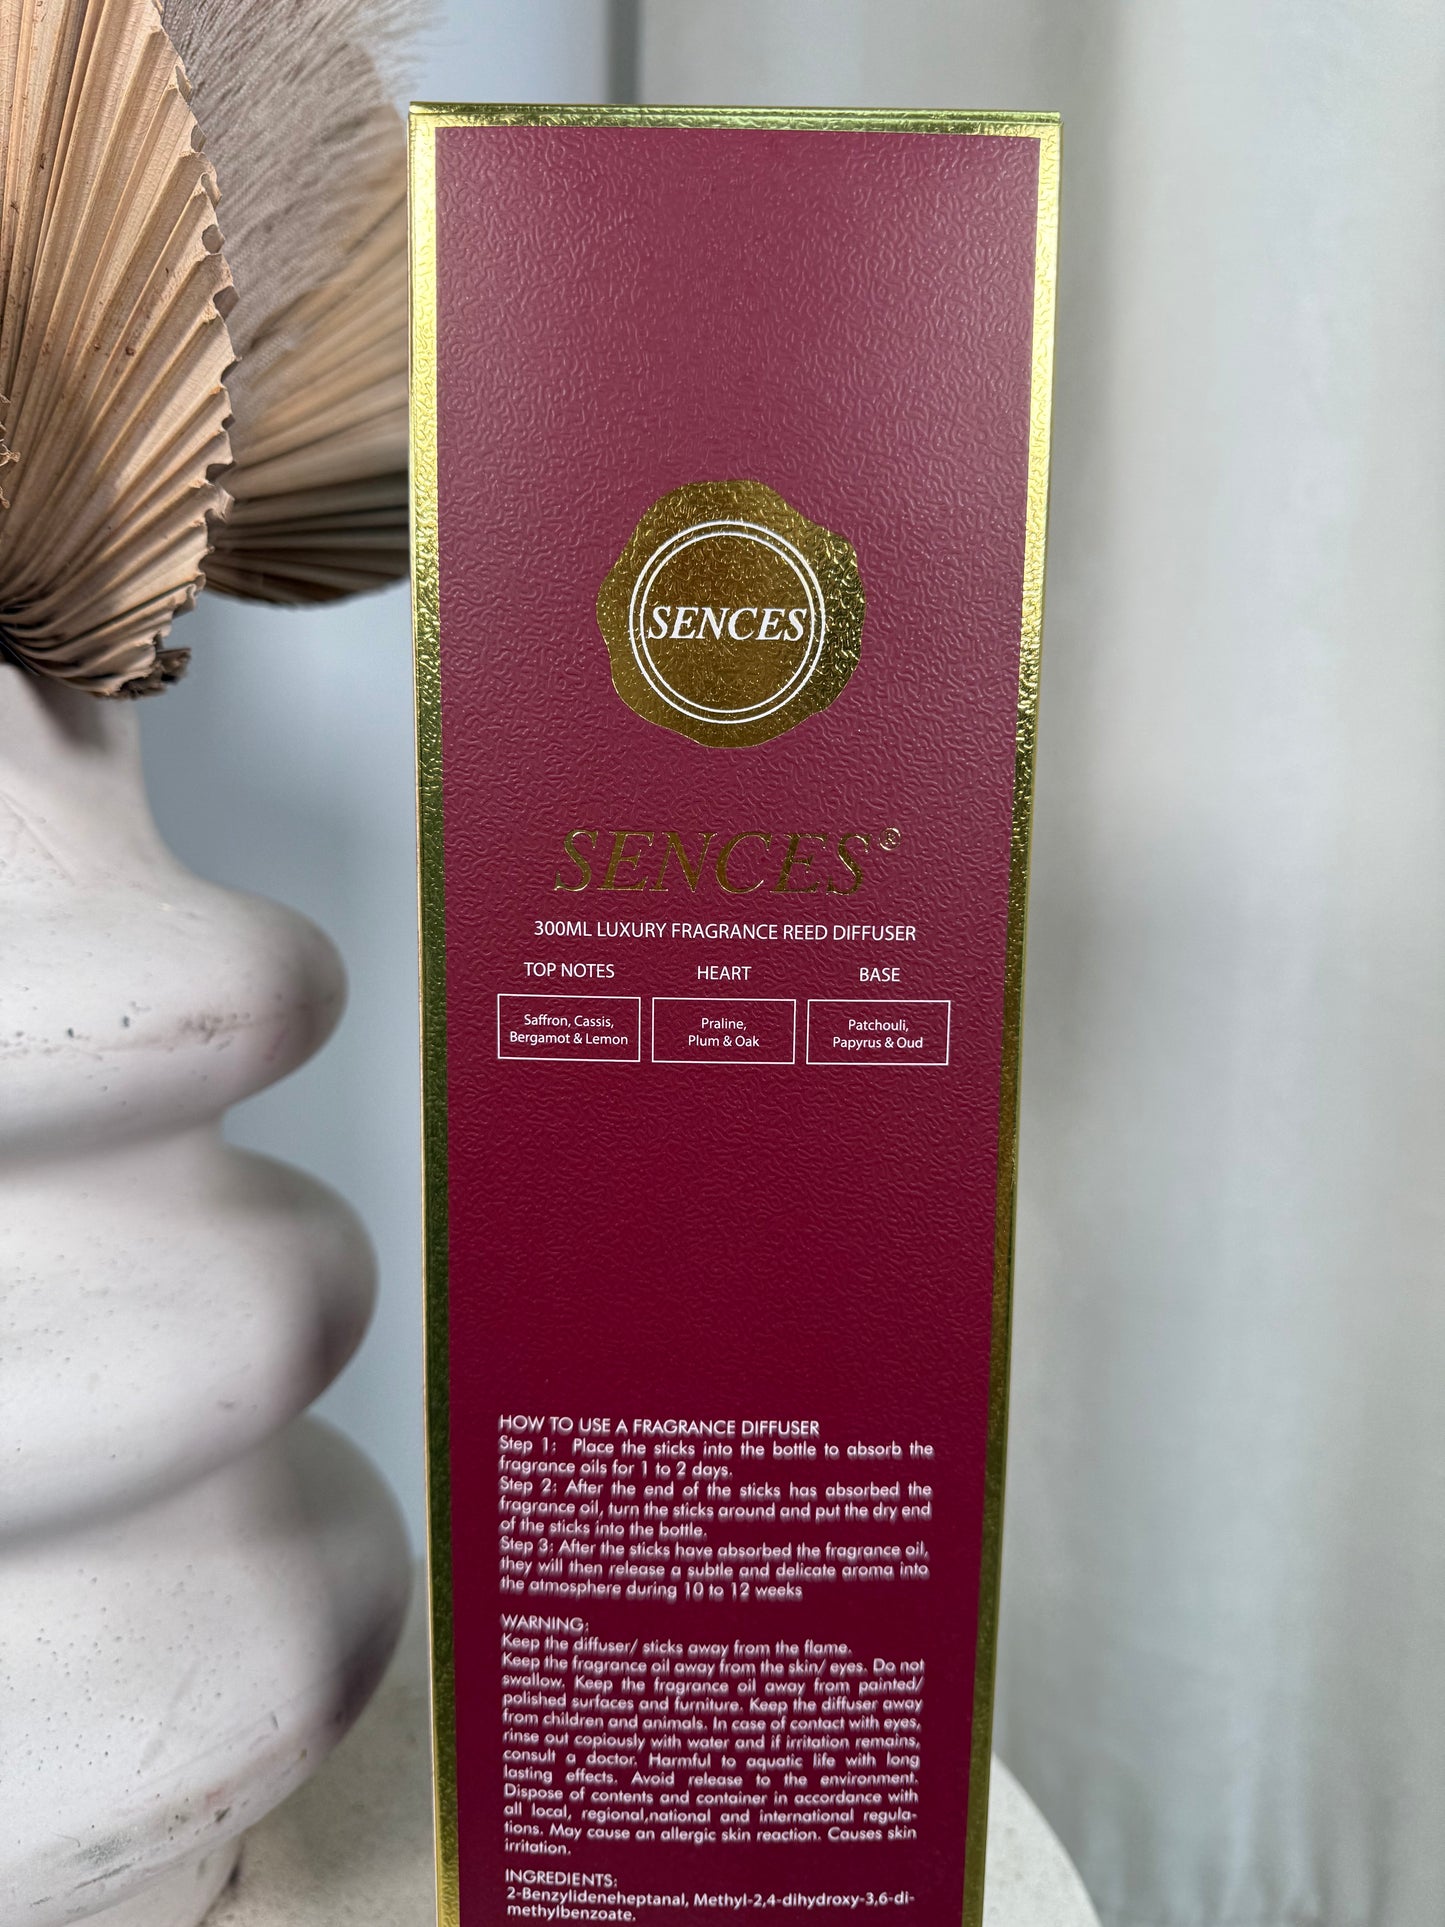 SENCES
SENCES®
300ML LUXURY FRAGRANCE REED DIFFUSER
TOP NOTES HEART BASE
Saffron, Cassis,
Bergamot & Lemon
Praline,
Plum & Oak
Patchouli,
Papyrus & Oud
HOW TO USE A FRAGRANCE DIFFUSER
Step 1: Place the sticks into the bottle to absorb the
fragrance oils for 1 to 2 days.
Step 2: After the end of the sticks has absorbed the
fragrance oil, turn the sticks around and put the dry end
of the sticks into the bottle.
Step 3: After the sticks have absorbed the fragrance oil,
they will then release a subtle and delicate aroma into
the atmosphere during 10 to 12 weeks
WARNING:
Keep the diffuser/ sticks away from the flame.
Keep the fragrance oil away from the skin/ eyes. Do not
swallow. Keep the fragrance oil away from painted/
polished surfaces and furniture. Keep the diffuser away
from children and animals. In case of contact with eyes,
rinse out copiously with water and if irritation remains,
consult a doctor. Harmful to aquatic life with long
lasting effects. Avoid release to the environment.
Dispose of contents and container in accordance with
all local, regional,national and international regula-
tions. May cause an allergic skin reaction. Causes skin
irritation.
INGREDIENTS:
2-Benzylideneheptanal, Methyl-2,4-dihydroxy-3,6-di-
methylbenzoate.